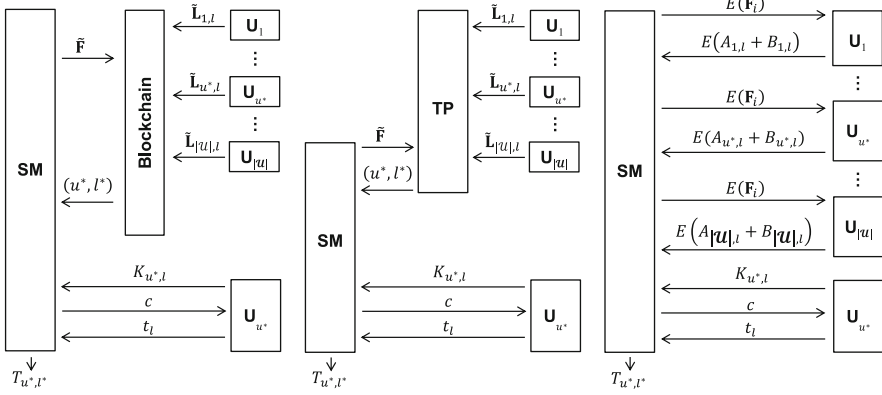 SM
F̃
Blockchain
L̃₁,ₗ
U₁
⋮
L̃ᵤ*,ₗ
Uᵤ*
⋮
L̃|𝒰|,ₗ
U|𝒰|
(u*, l*)
Kᵤ*,ₗ
c
tₗ
Uᵤ*
Tᵤ*,ₗ*
SM
F̃
TP
L̃₁,ₗ
U₁
⋮
L̃ᵤ*,ₗ
Uᵤ*
⋮
L̃|𝒰|,ₗ
U|𝒰|
(u*, l*)
Kᵤ*,ₗ
c
tₗ
Uᵤ*
Tᵤ*,ₗ*
SM
E(Fᵢ)
E(A₁,ₗ + B₁,ₗ)
U₁
⋮
E(Fᵢ)
E(Aᵤ*,ₗ + Bᵤ*,ₗ)
Uᵤ*
⋮
E(Fᵢ)
E(A|𝒰|,ₗ + B|𝒰|,ₗ)
U|𝒰|
Kᵤ*,ₗ
c
tₗ
Uᵤ*
Tᵤ*,ₗ*